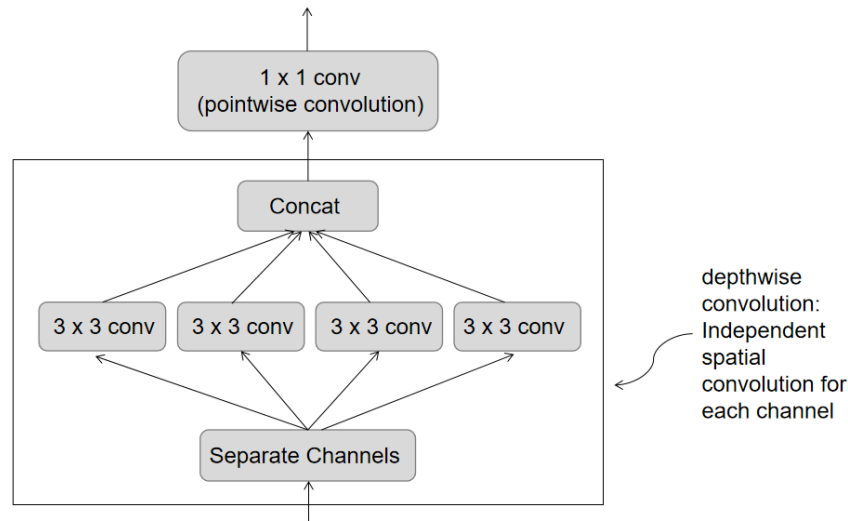 1 x 1 conv
(pointwise convolution)
Concat
3 x 3 conv
3 x 3 conv
3 x 3 conv
3 x 3 conv
Separate Channels
depthwise
convolution:
Independent
spatial
convolution for
each channel